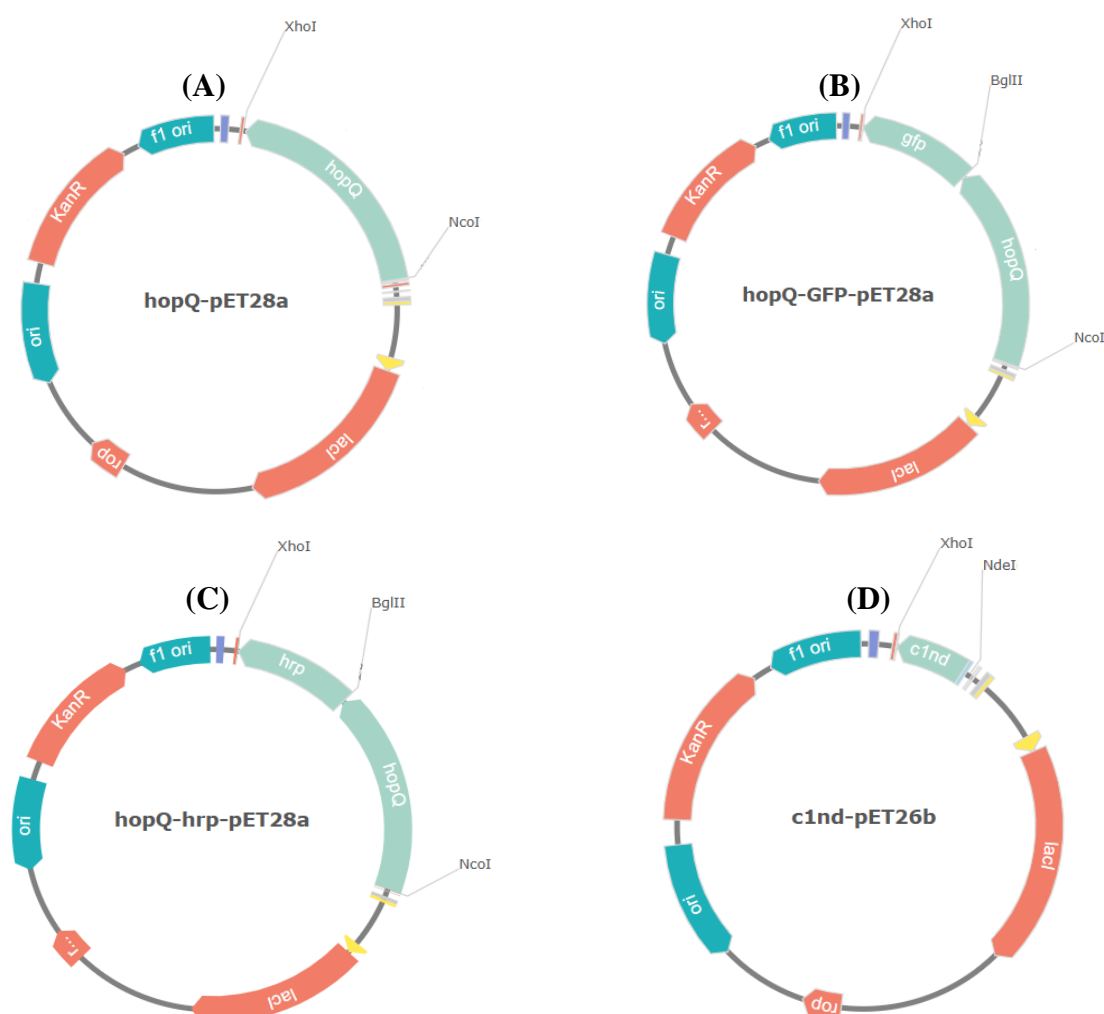 XhoI
(A)
f1 ori
hopQ
KanR
NcoI
hopQ-pET28a
ori
lacI
rop
XhoI
(B)
BglII
f1 ori
gfp
KanR
hopQ
hopQ-GFP-pET28a
ori
NcoI
r...
lacI
XhoI
(C)
BglII
f1 ori
hrp
KanR
hopQ
hopQ-hrp-pET28a
ori
NcoI
r...
lacI
XhoI
NdeI
(D)
f1 ori
c1nd
KanR
c1nd-pET26b
lacI
ori
rop